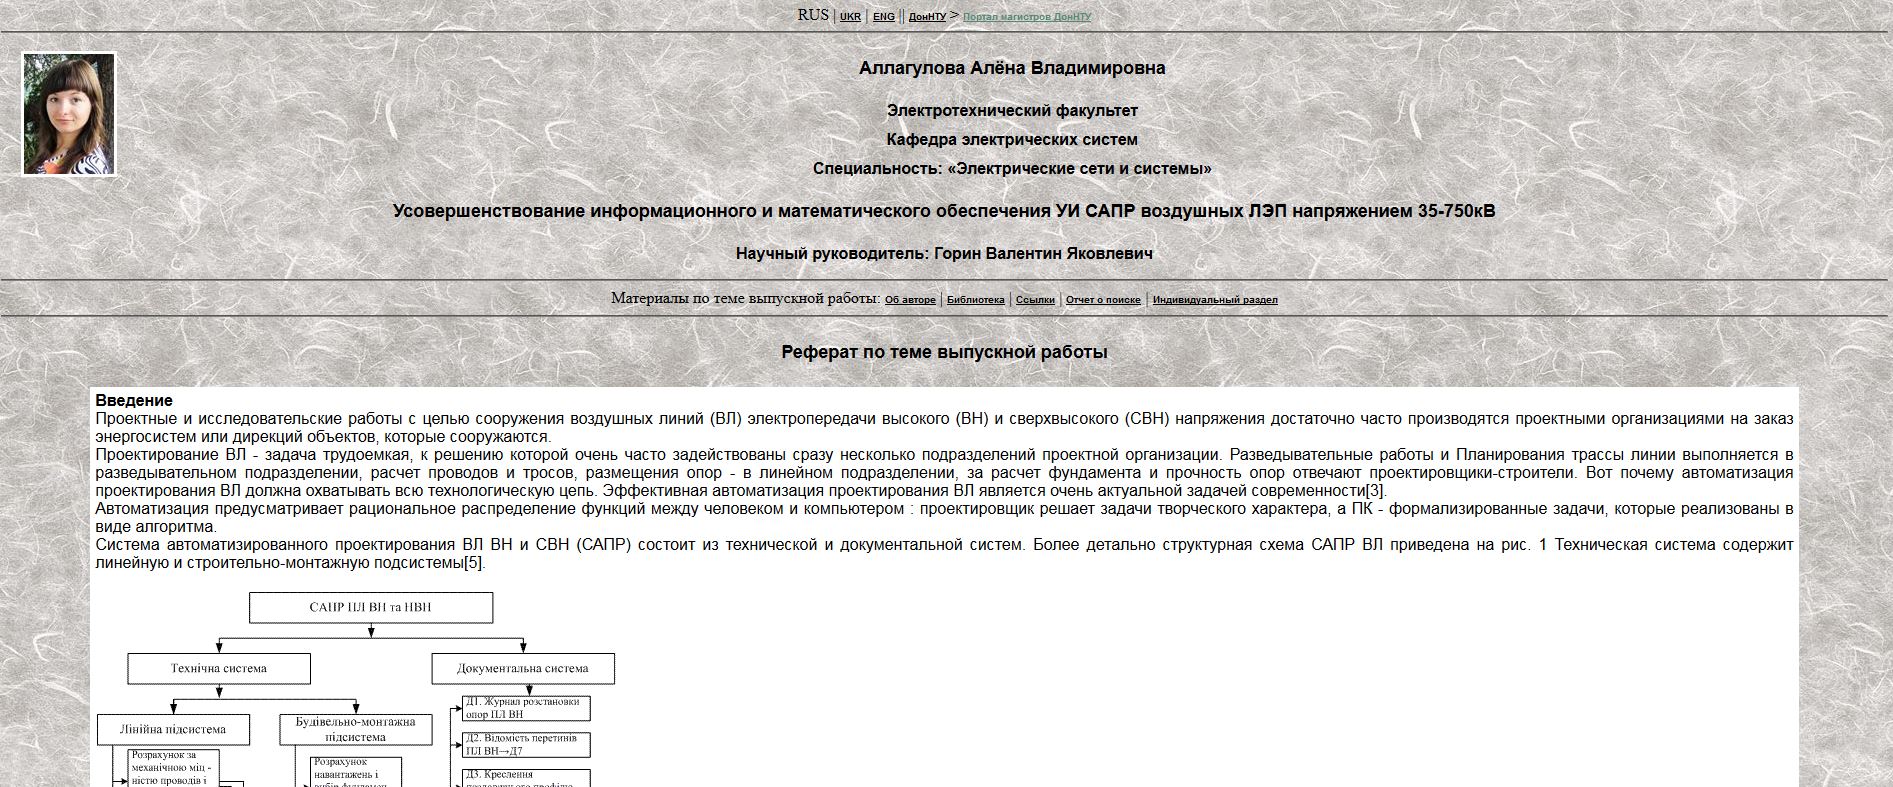 RUS | UKR | ENG || ДонНТУ > Портал магистров ДонНТУ
Аллагулова Алёна Владимировна
Электротехнический факультет
Кафедра электрических систем
Специальность: «Электрические сети и системы»
Усовершенствование информационного и математического обеспечения УИ САПР воздушных ЛЭП напряжением 35-750кВ
Научный руководитель: Горин Валентин Яковлевич
Материалы по теме выпускной работы: Об авторе | Библиотека | Ссылки | Отчет о поиске | Индивидуальный раздел
Реферат по теме выпускной работы
Введение
Проектные и исследовательские работы с целью сооружения воздушных линий (ВЛ) электропередачи высокого (ВН) и сверхвысокого (СВН) напряжения достаточно часто производятся проектными организациями на заказ
энергосистем или дирекций объектов, которые сооружаются.
Проектирование ВЛ - задача трудоемкая, к решению которой очень часто задействованы сразу несколько подразделений проектной организации. Разведывательные работы и Планирования трассы линии выполняется в
разведывательном подразделении, расчет проводов и тросов, размещения опор - в линейном подразделении, за расчет фундамента и прочность опор отвечают проектировщики-строители. Вот почему автоматизация
проектирования ВЛ должна охватывать всю технологическую цепь. Эффективная автоматизация проектирования ВЛ является очень актуальной задачей современности[3].
Автоматизация предусматривает рациональное распределение функций между человеком и компьютером : проектировщик решает задачи творческого характера, а ПК - формализированные задачи, которые реализованы в
виде алгоритма.
Система автоматизированного проектирования ВЛ ВН и СВН (САПР) состоит из технической и документальной систем. Более детально структурная схема САПР ВЛ приведена на рис. 1 Техническая система содержит
линейную и строительно-монтажную подсистемы[5].
САПР ПЛ ВН та НВН
Технічна система
Документальна система
Лінійна підсистема
Будівельно-монтажна
підсистема
Д1. Журнал розстановки
опор ПЛ ВН
Д2. Відомість перетинів
ПЛ ВН→Д7
Розрахунок за
механічною міц -
ністю проводів і
Розрахунок
навантажень і
Д3. Креслення